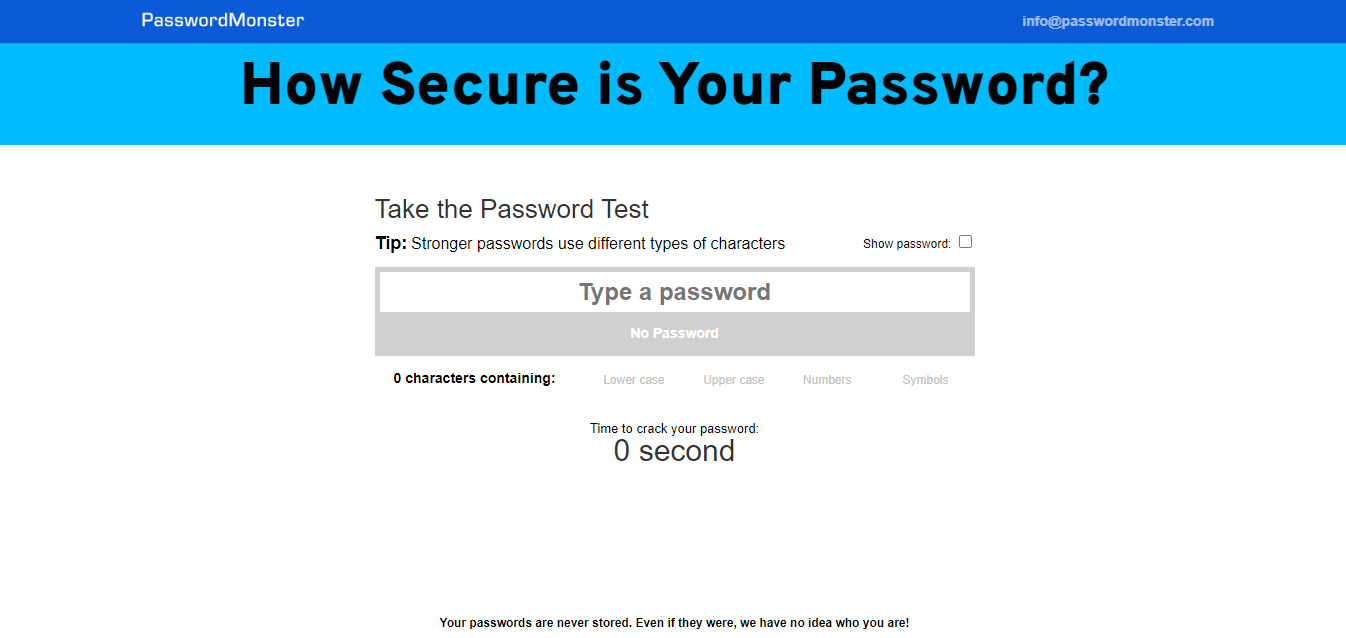 PasswordMonster
info@passwordmonster.com
How Secure is Your Password?
Take the Password Test
Tip: Stronger passwords use different types of characters
Show password:
Type a password
No Password
0 characters containing:
Lower case
Upper case
Numbers
Symbols
Time to crack your password:
0 second
Your passwords are never stored. Even if they were, we have no idea who you are!